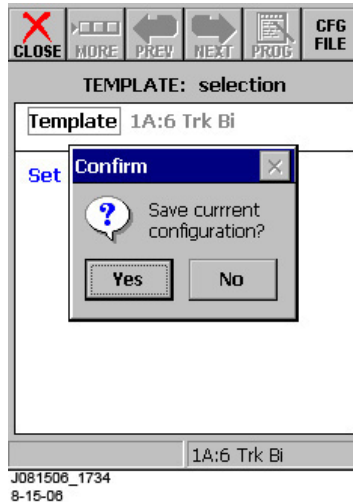 CLOSE MORE PREV NEXT PROG CFG FILE
TEMPLATE: selection
Template 1A:6 Trk Bi
Set
Confirm
Save currrent
configuration?
Yes No
1A:6 Trk Bi
J081506_1734
8-15-06